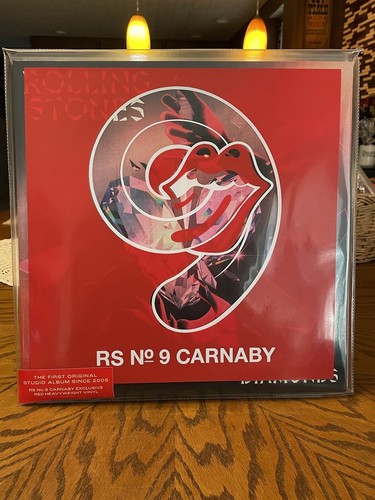 ROLLING
STONES
RS Nº 9 CARNABY
THE FIRST ORIGINAL
STUDIO ALBUM SINCE 2005
RS No.9 CARNABY EXCLUSIVE
RED HEAVYWEIGHT VINYL
DIAMONDS